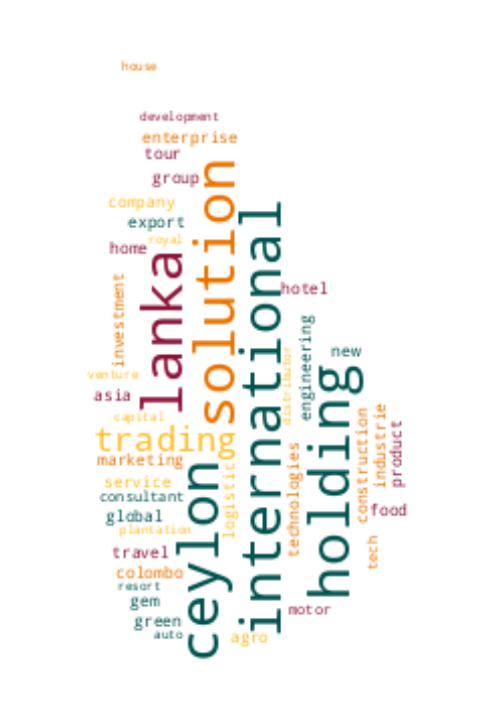 house
development
enterprise
tour
group
company
export
royal
home
solution
lanka
international
hotel
investment
engineering
distributor
new
venture
asia
holding
capital
trading
construction
industrie
product
marketing
technologies
service
logistic
ceylon
consultant
food
global
plantation
tech
travel
colombo
resort
gem
motor
green
auto
agro